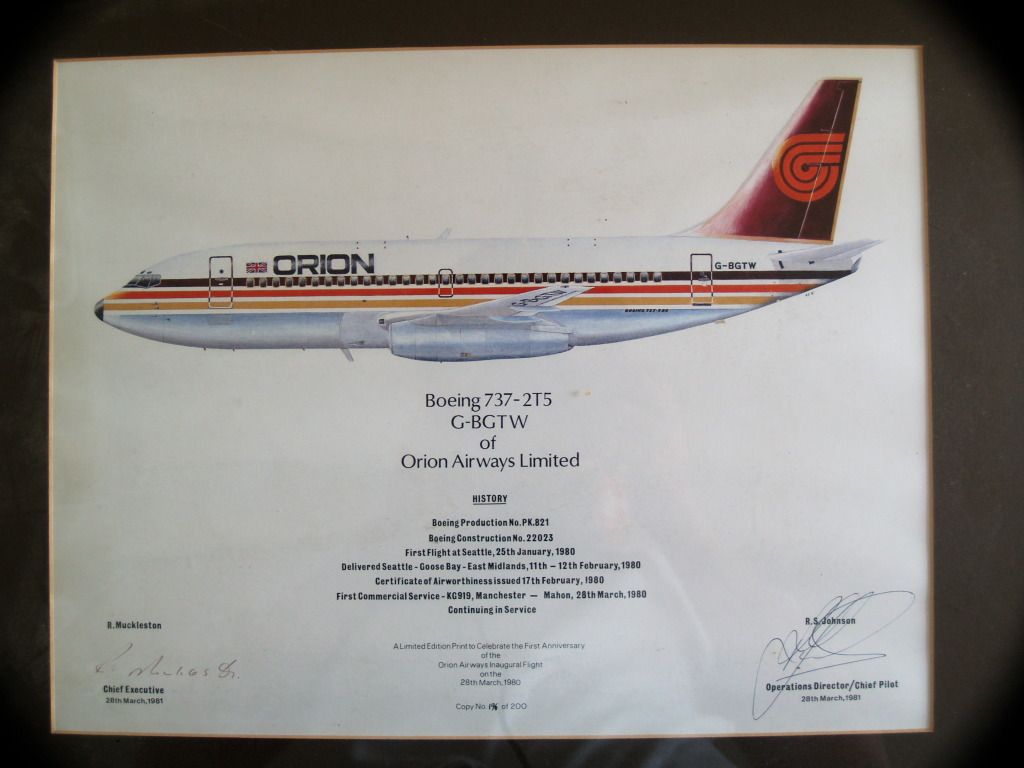 ORION
G-BGTW
G-BGTW
BOEING 737-200
Boeing 737-2T5
G-BGTW
of
Orion Airways Limited
HISTORY
Boeing Production No. PK.821
Boeing Construction No. 22023
First Flight at Seattle, 25th January, 1980
Delivered Seattle - Goose Bay - East Midlands, 11th — 12th February, 1980
Certificate of Airworthiness issued 17th February, 1980
First Commercial Service - KG919, Manchester — Mahon, 28th March, 1980
Continuing in Service
R. Muckleston
R. S. Johnson
A Limited Edition Print to Celebrate the First Anniversary
of the
Orion Airways Inaugural Flight
on the
28th March, 1980
Chief Executive
28th March, 1981
Operations Director/Chief Pilot
28th March, 1981
Copy No. of 200